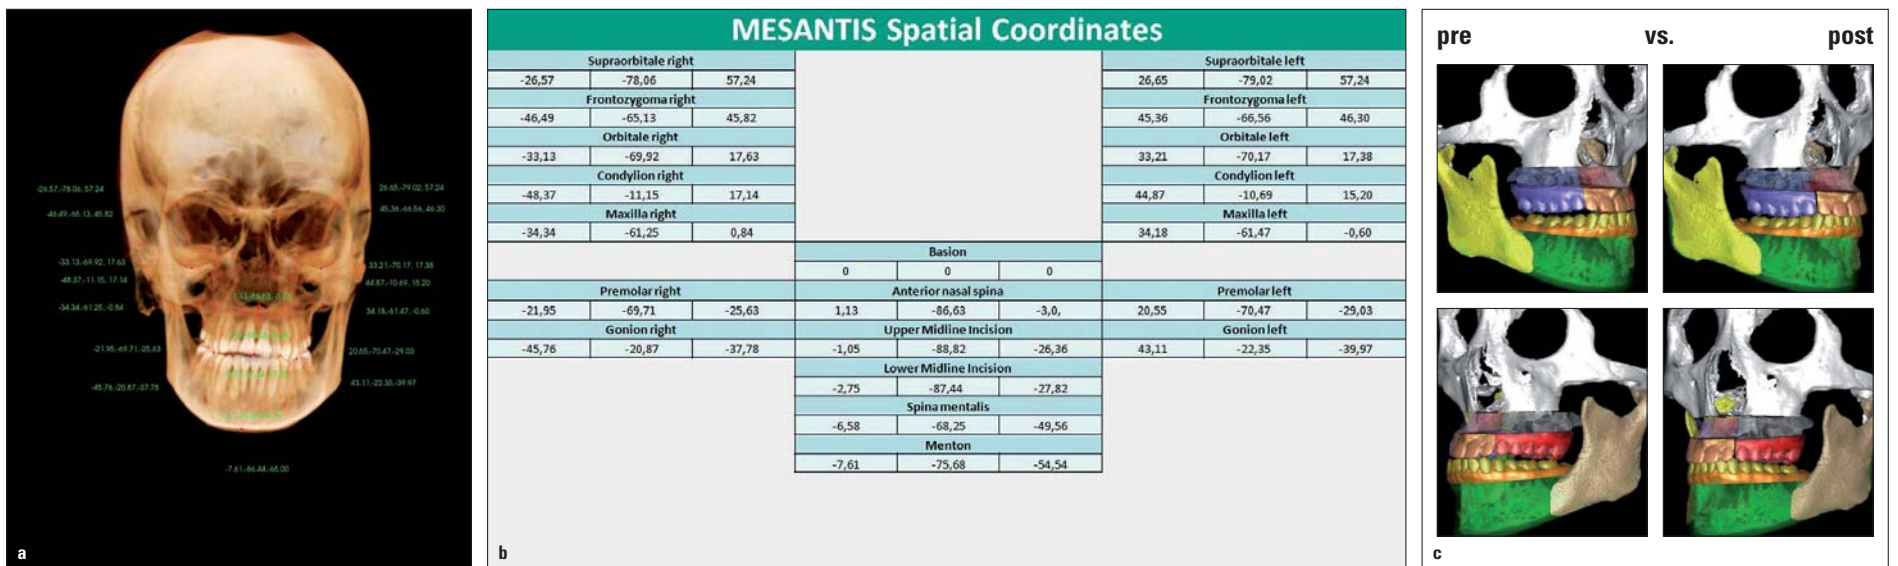 -26.57,-78.06, 57.24
26.65,-79.02, 57.24
-46.49,-65.13,45.82
45.36,-66.56, 46.30
-33.13,-69.92, 17.63
33.21,-70.17, 17.38
-48.37,-11.15, 17.14
44.87,-10.69, 15.20
-34.34,-61.25, -0.84
34.18,-61.47, -0.60
-21.95,-69.71,-25.63
20.55,-70.47,-29.03
-45.76,-20.87,-37.78
43.11,-22.35,-39.97
-7.61,-86.44,-65.00
a
MESANTIS Spatial Coordinates
Supraorbitale right Supraorbitale left
-26,57 -78,06 57,24 26,65 -79,02 57,24
Frontozygoma right Frontozygoma left
-46,49 -65,13 45,82 45,36 -66,56 46,30
Orbitale right Orbitale left
-33,13 -69,92 17,63 33,21 -70,17 17,38
Condylion right Condylion left
-48,37 -11,15 17,14 44,87 -10,69 15,20
Maxilla right Maxilla left
-34,34 -61,25 0,84 34,18 -61,47 -0,60
Basion
0 0 0
Premolar right Anterior nasal spina Premolar left
-21,95 -69,71 -25,63 1,13 -86,63 -3,0, 20,55 -70,47 -29,03
Gonion right Upper Midline Incision Gonion left
-45,76 -20,87 -37,78 -1,05 -88,82 -26,36 43,11 -22,35 -39,97
Lower Midline Incision
-2,75 -87,44 -27,82
Spina mentalis
-6,58 -68,25 -49,56
Menton
-7,61 -75,68 -54,54
b
pre vs. post
c